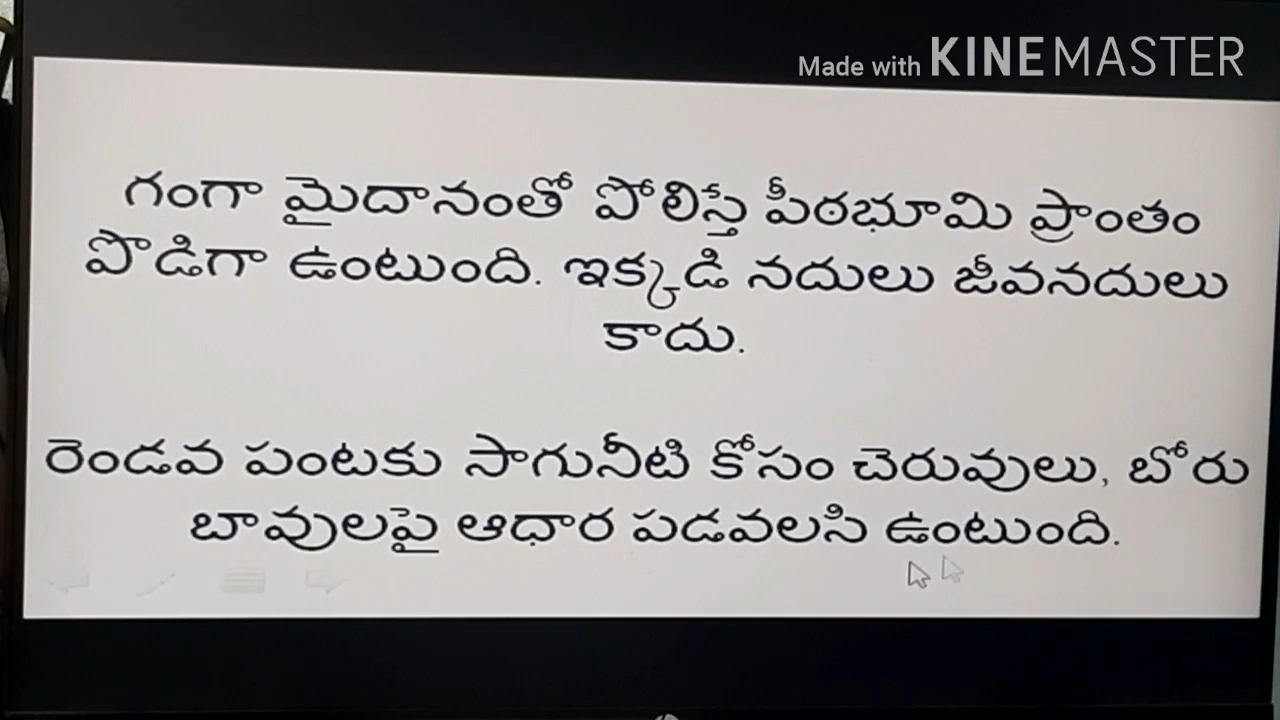 Made with KINEMASTER
గంగా మైదానంతో పోలిస్తే పీఠభూమి ప్రాంతం
పొడిగా ఉంటుంది. ఇక్కడి నదులు జీవనదులు
కాదు.
రెండవ పంటకు సాగునీటి కోసం చెరువులు, బోరు
బావులపై ఆధార పడవలసి ఉంటుంది.